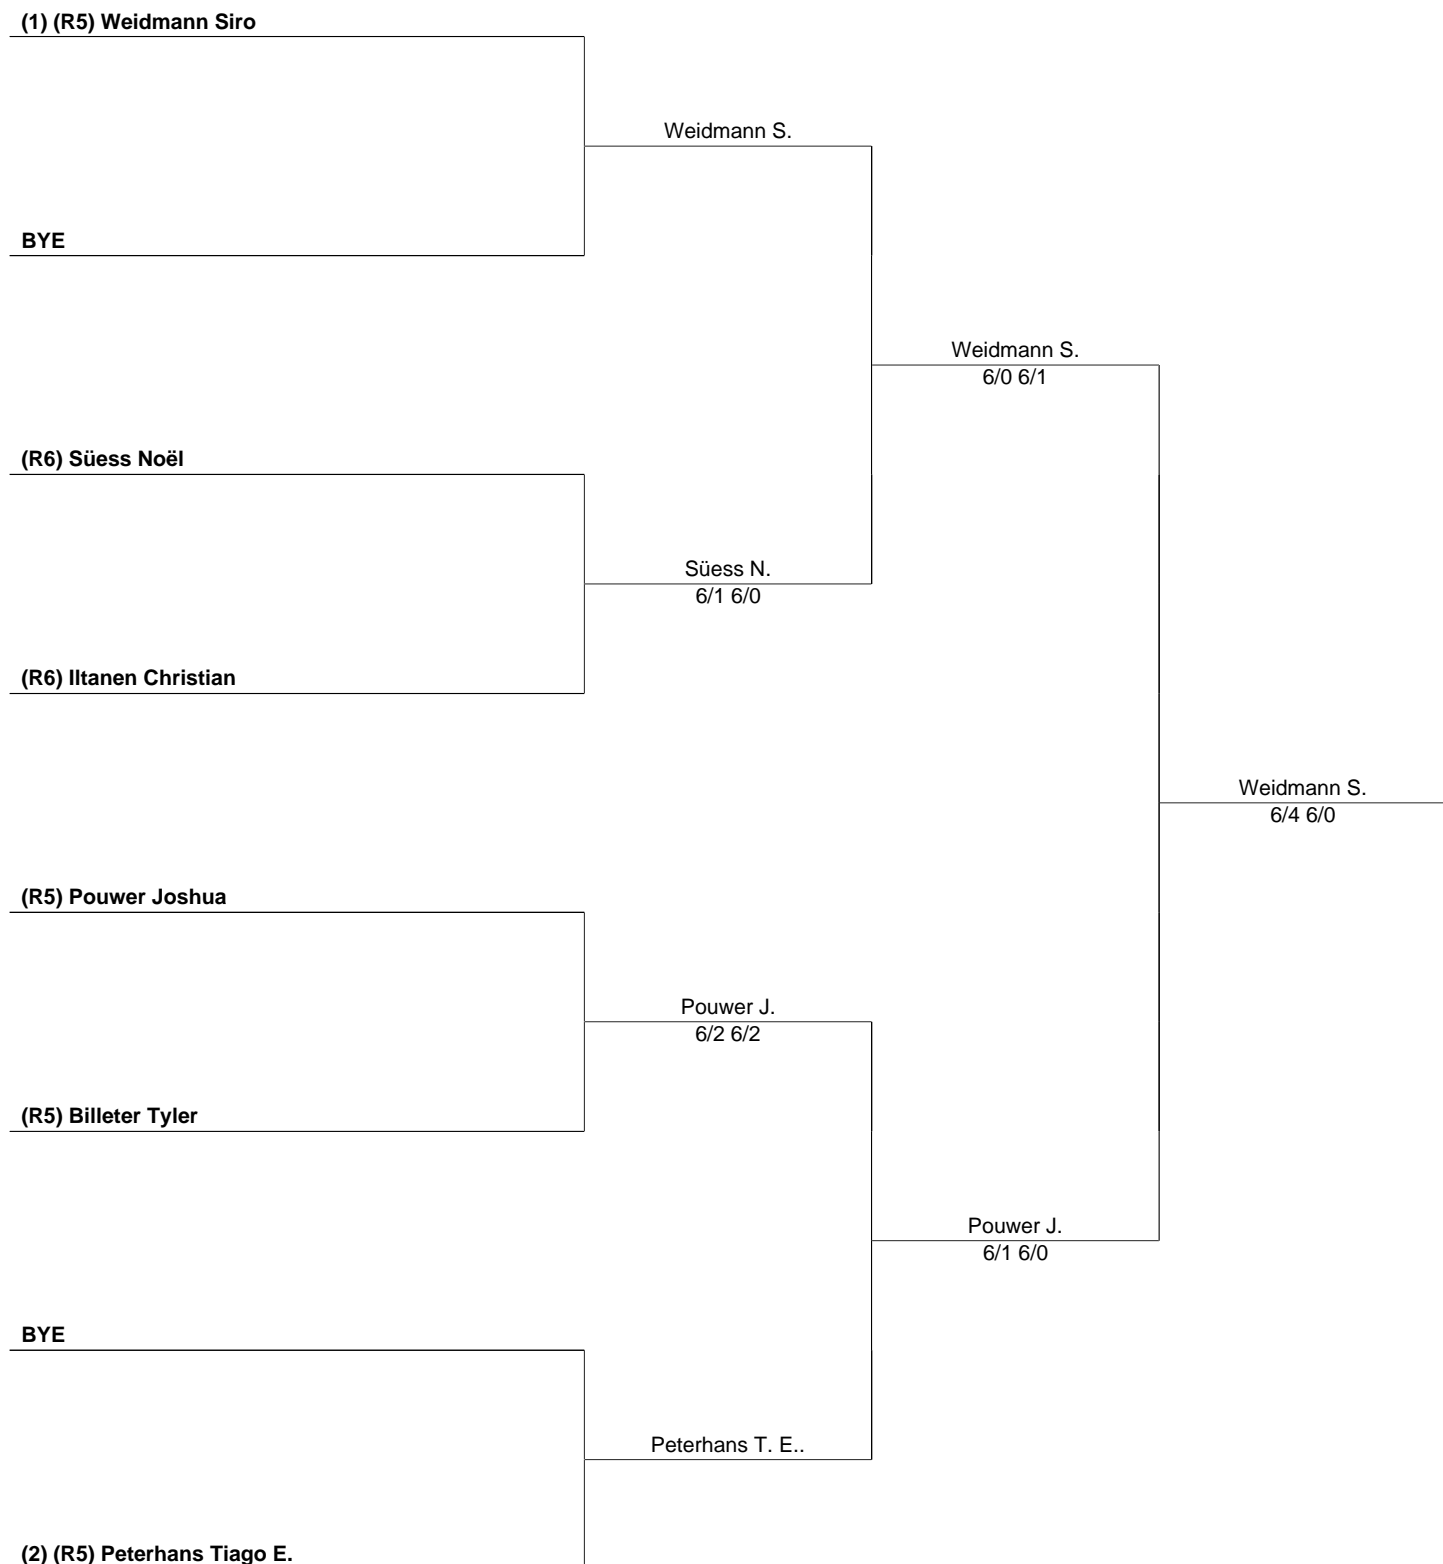 (1) (R5) Weidmann Siro
Weidmann S.
BYE
Weidmann S.
6/0 6/1
(R6) Süess Noël
Süess N.
6/1 6/0
(R6) Iltanen Christian
Weidmann S.
6/4 6/0
(R5) Pouwer Joshua
Pouwer J.
6/2 6/2
(R5) Billeter Tyler
Pouwer J.
6/1 6/0
BYE
Peterhans T. E..
(2) (R5) Peterhans Tiago E.